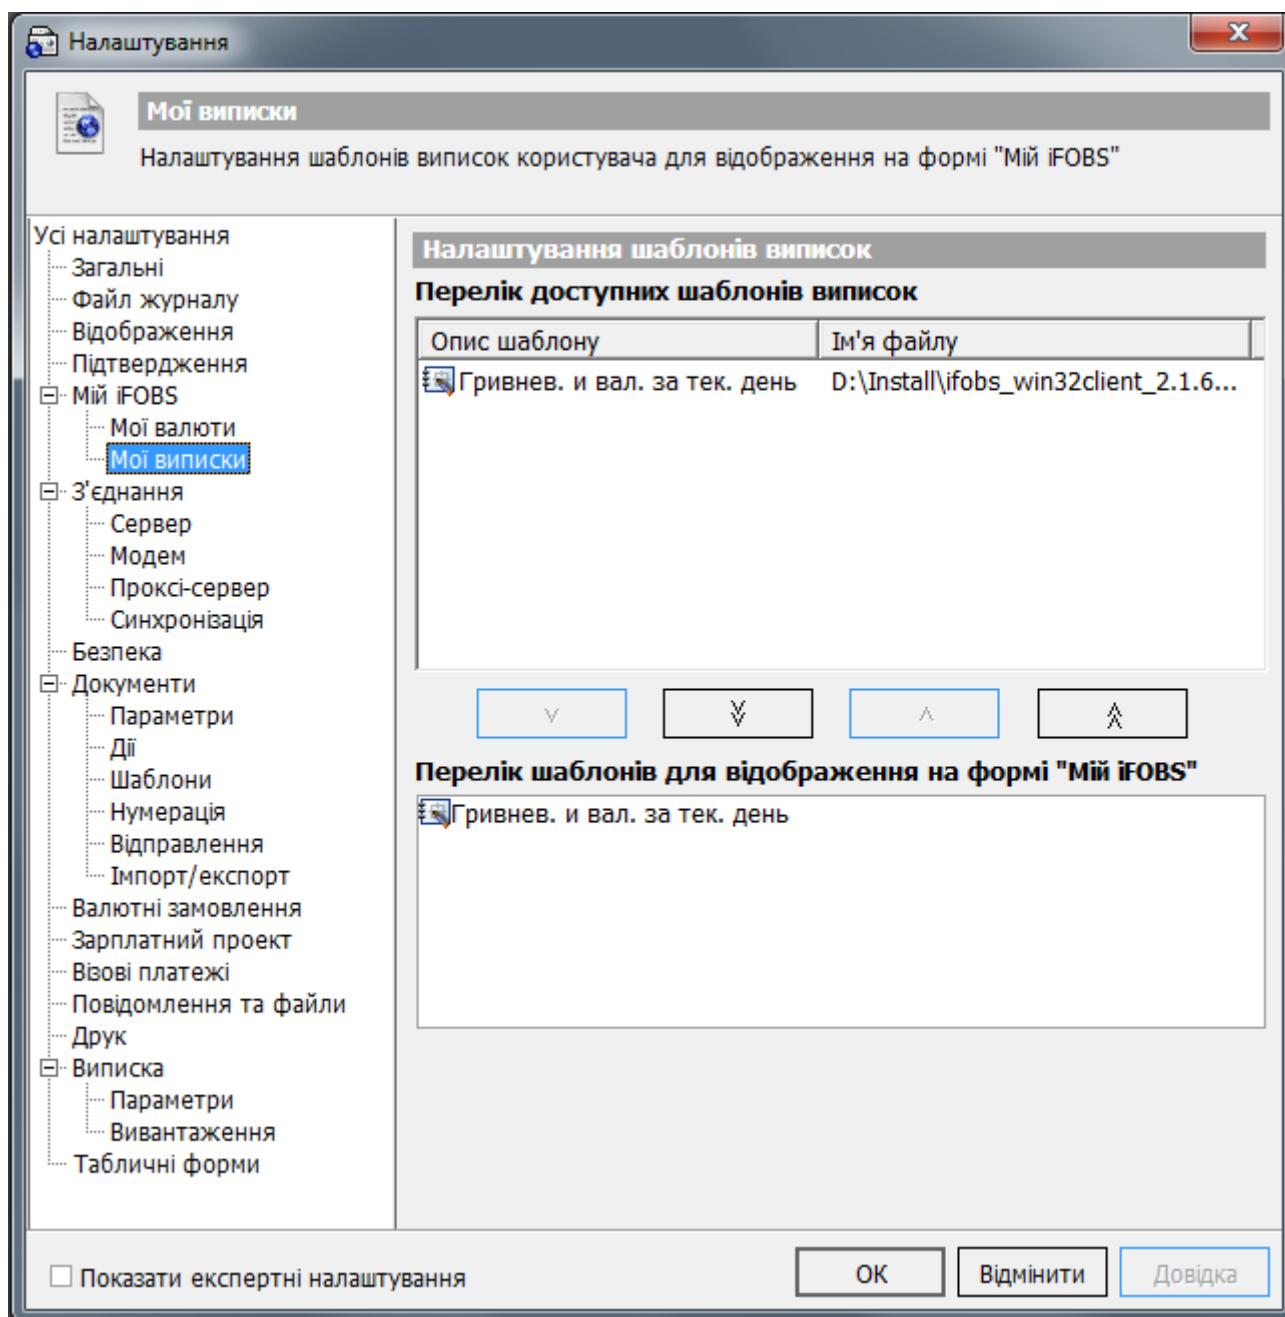 Налаштування
Мої виписки
Налаштування шаблонів виписок користувача для відображення на формі "Мій iFOBS"
Усі налаштування
Загальні
Файл журналу
Відображення
Підтвердження
Мій iFOBS
Мої валюти
Мої виписки
З'єднання
Сервер
Модем
Проксі-сервер
Синхронізація
Безпека
Документи
Параметри
Дії
Шаблони
Нумерація
Відправлення
Імпорт/експорт
Валютні замовлення
Зарплатний проект
Візові платежі
Повідомлення та файли
Друк
Виписка
Параметри
Вивантаження
Табличні форми
Налаштування шаблонів виписок
Перелік доступних шаблонів виписок
Опис шаблону Ім'я файлу
Гривнев. и вал. за тек. день D:\Install\ifobs_win32client_2.1.6...
Перелік шаблонів для відображення на формі "Мій iFOBS"
Гривнев. и вал. за тек. день
Показати експертні налаштування
ОК Відмінити Довідка